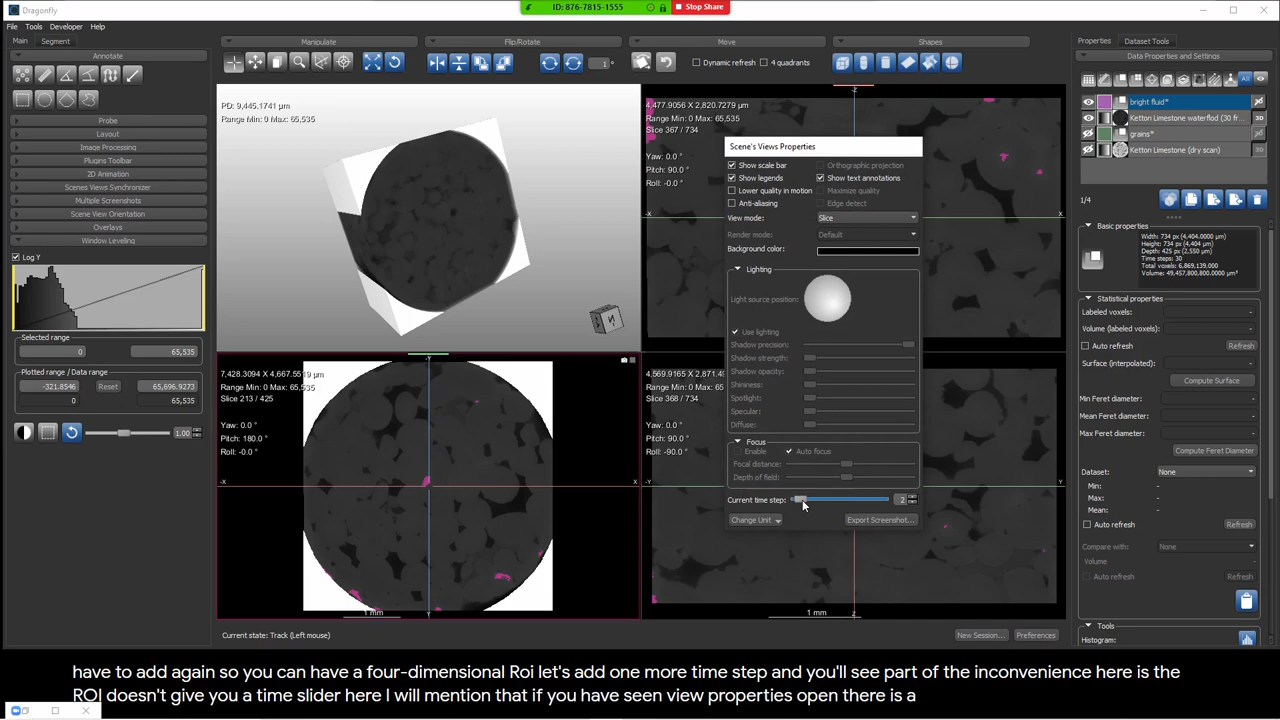 ID: 876-7815-1555 Stop Share
Dragonfly
File Tools Developer Help
Main Segment
Annotate
Probe
Layout
Image Processing
Plugins Toolbar
2D Animation
Scenes Views Synchronizer
Multiple Screenshots
Scene View Orientation
Overlays
Window Leveling
Log Y
Selected range
0 65,535
Plotted range / Data range
-321.8546 Reset 65,696.9273
0 65,535
1.00
Manipulate Flip/Rotate Move Shapes
1° Dynamic refresh 4 quadrants
PD: 9,445.1741 µm
Range Min: 0 Max: 65,535
4,477.9056 X 2,820.7279 µm
Range Min: 0 Max: 65,535
Slice 367 / 734
Yaw: 0.0 °
Pitch: 90.0 °
Roll: -0.0 °
-X X
7,428.3094 X 4,667.5519 µm
Range Min: 0 Max: 65,535
Slice 213 / 425
Yaw: 0.0 °
Pitch: 180.0 °
Roll: -0.0 °
-X X
-Y
Y
1 mm
4,569.9165 X 2,871.49
Range Min: 0 Max: 65
Slice 368 / 734
Yaw: 0.0 °
Pitch: 90.0 °
Roll: -90.0 °
-Y Y
1 mm
Scene's Views Properties
Show scale bar Orthographic projection
Show legends Show text annotations
Lower quality in motion Maximize quality
Anti-aliasing Edge detect
View mode: Slice
Render mode: Default
Background color:
Lighting
Light source position:
Use lighting
Shadow precision:
Shadow strength:
Shadow opacity:
Shininess:
Spotlight:
Specular:
Diffuse:
Focus
Enable Auto focus
Focal distance:
Depth of field:
Current time step: 2
Change Unit Export Screenshot...
Current state: Track (Left mouse) New Session... Preferences
Properties Dataset Tools
Data Properties and Settings
All
bright fluid*
Ketton Limestone waterflod (30 fr... 3D
grains*
Ketton Limestone (dry scan) 3D
1/4
Basic properties
Width: 734 px (4,404.0000 µm)
Height: 734 px (4,404 µm)
Depth: 425 px (2,550 µm)
Time steps: 30
Total voxels: 6,869,139,000
Volume: 49,457,800,800.0000 µm³
Statistical properties
Labeled voxels: -
Volume (labeled voxels): -
Auto refresh Refresh
Surface (interpolated): -
Compute Surface
Min Feret diameter: -
Mean Feret diameter: -
Max Feret diameter: -
Compute Feret Diameter
Dataset: None
Min: -
Max: -
Mean: -
Auto refresh Refresh
Compare with: None
Volume -
Auto refresh Refresh
Tools
Histogram:
have to add again so you can have a four-dimensional Roi let's add one more time step and you'll see part of the inconvenience here is the
ROI doesn't give you a time slider here I will mention that if you have seen view properties open there is a